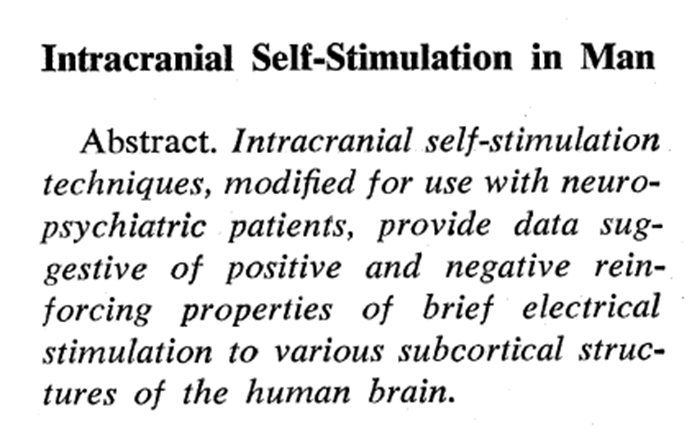 Intracranial Self-Stimulation in Man
Abstract. Intracranial self-stimulation
techniques, modified for use with neuro-
psychiatric patients, provide data sug-
gestive of positive and negative rein-
forcing properties of brief electrical
stimulation to various subcortical struc-
tures of the human brain.